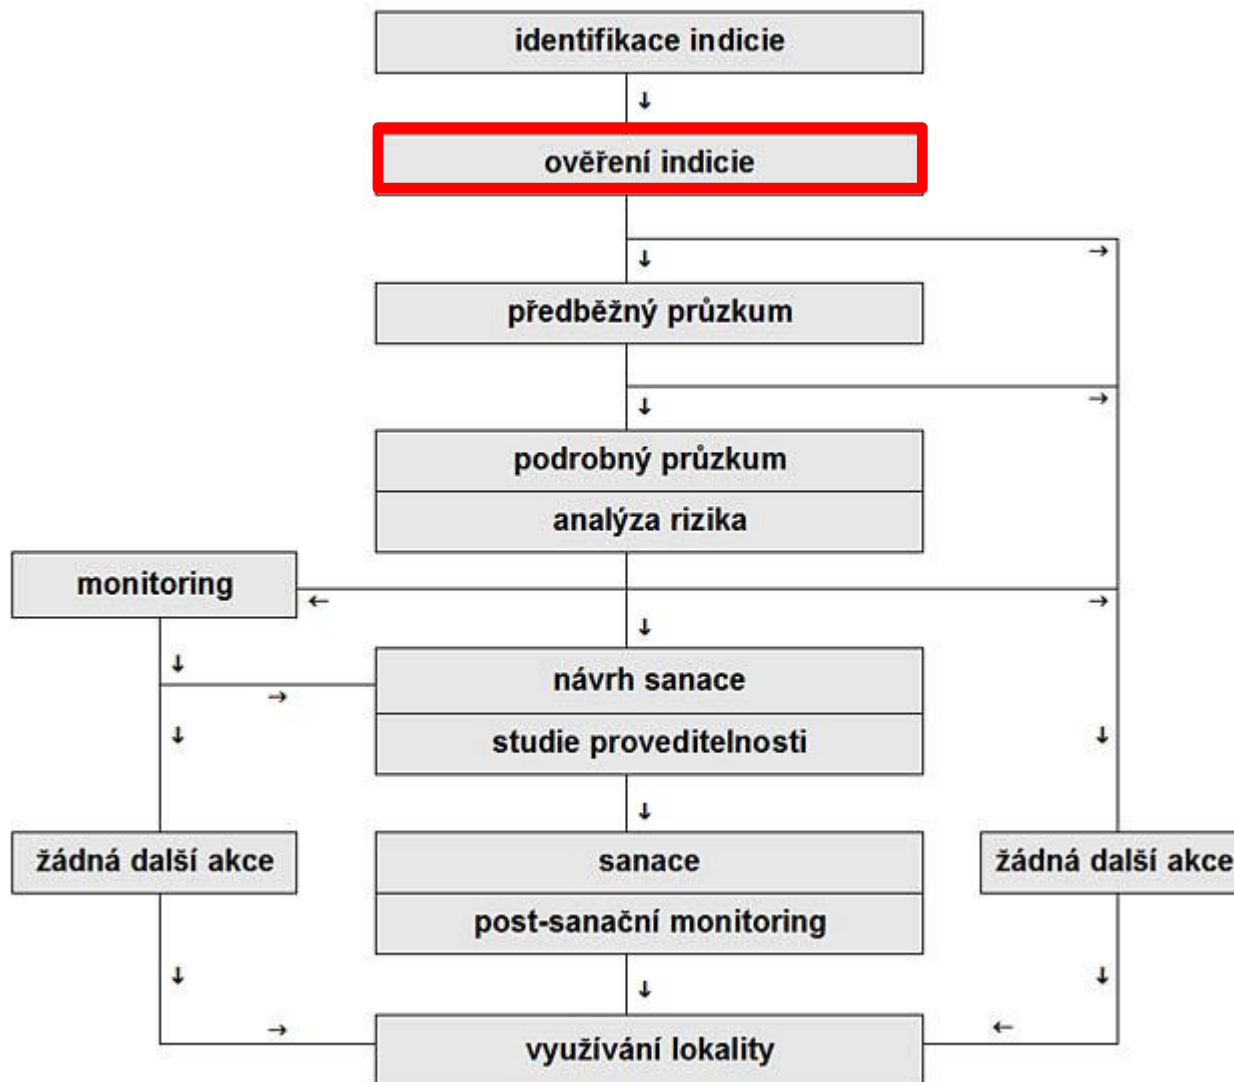 identifikace indicie
↓
ověření indicie
→
↓
předběžný průzkum
→
↓
podrobný průzkum
analýza rizika
monitoring
←
→
↓
↓
návrh sanace
→
studie proveditelnosti
↓
↓
↓
žádná další akce
sanace
žádná další akce
post-sanační monitoring
↓
↓
↓
→
←
využívání lokality